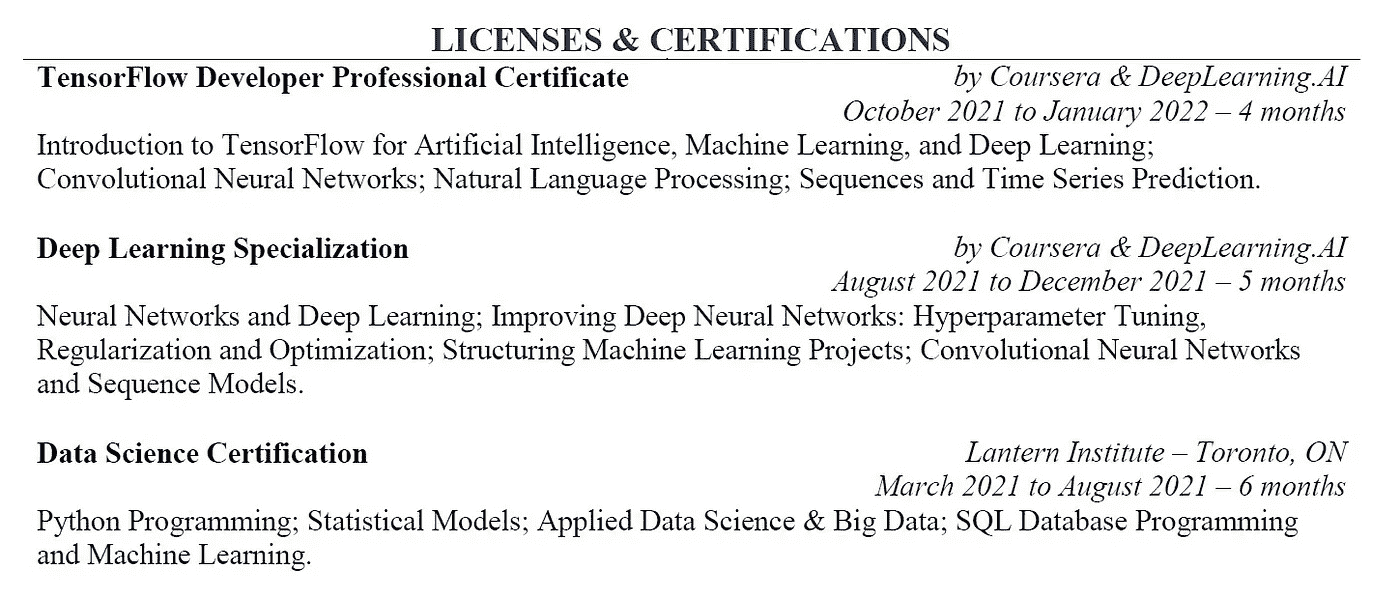 LICENSES & CERTIFICATIONS
TensorFlow Developer Professional Certificate by Coursera & DeepLearning.AI
October 2021 to January 2022 – 4 months
Introduction to TensorFlow for Artificial Intelligence, Machine Learning, and Deep Learning;
Convolutional Neural Networks; Natural Language Processing; Sequences and Time Series Prediction.
Deep Learning Specialization by Coursera & DeepLearning.AI
August 2021 to December 2021 – 5 months
Neural Networks and Deep Learning; Improving Deep Neural Networks: Hyperparameter Tuning,
Regularization and Optimization; Structuring Machine Learning Projects; Convolutional Neural Networks
and Sequence Models.
Data Science Certification Lantern Institute – Toronto, ON
March 2021 to August 2021 – 6 months
Python Programming; Statistical Models; Applied Data Science & Big Data; SQL Database Programming
and Machine Learning.